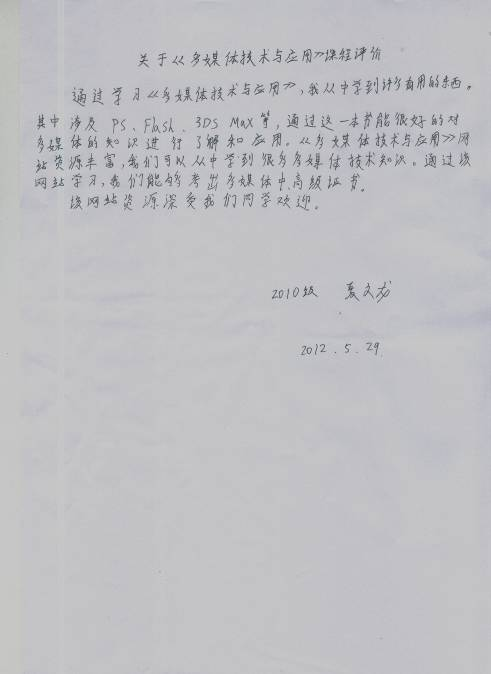 关于《多媒体技术与应用》课程评价
通过学习《多媒体技术与应用》,我从中学到许多有用的东西。
其中涉及 PS、Flash、3DS MaX等,通过这一本书能很好的对
多媒体的知识进行了解和应用。《多媒体技术与应用》网
站资源丰富,我们可以从中学到很多多媒体技术知识。通过该
网站学习,我们能够考出多媒体中、高级证书。
该网站资源深受我们同学欢迎。
2010级 夏文龙
2012.5.29